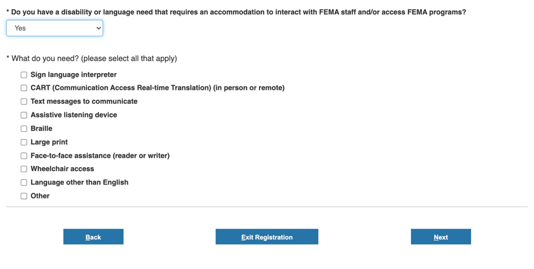 * Do you have a disability or language need that requires an accommodation to interact with FEMA staff and/or access FEMA programs?
Yes
* What do you need? (please select all that apply)
Sign language interpreter
CART (Communication Access Real-time Translation) (in person or remote)
Text messages to communicate
Assistive listening device
Braille
Large print
Face-to-face assistance (reader or writer)
Wheelchair access
Language other than English
Other
Back Exit Registration Next